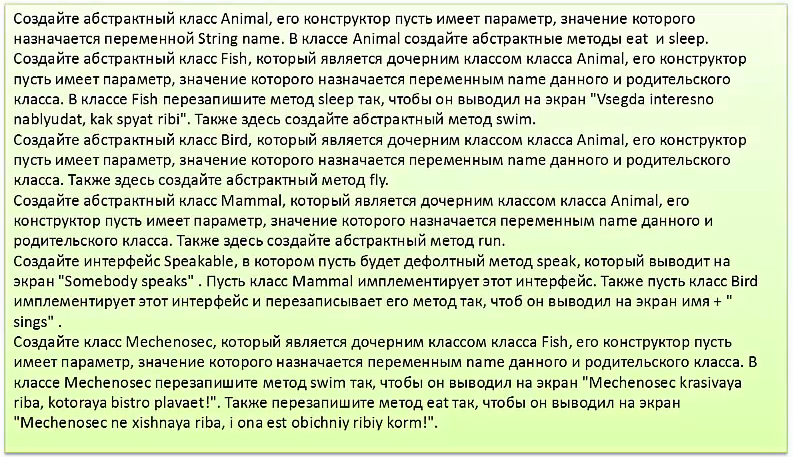 Создайте абстрактный класс Animal, его конструктор пусть имеет параметр, значение которого
назначается переменной String name. В классе Animal создайте абстрактные методы eat  и sleep.
Создайте абстрактный класс Fish, который является дочерним классом класса Animal, его конструктор
пусть имеет параметр, значение которого назначается переменным name данного и родительского
класса. В классе Fish перезапишите метод sleep так, чтобы он выводил на экран "Vsegda interesno
nablyudat, kak spyat ribi". Также здесь создайте абстрактный метод swim.
Создайте абстрактный класс Bird, который является дочерним классом класса Animal, его конструктор
пусть имеет параметр, значение которого назначается переменным name данного и родительского
класса. Также здесь создайте абстрактный метод fly.
Создайте абстрактный класс Mammal, который является дочерним классом класса Animal, его
конструктор пусть имеет параметр, значение которого назначается переменным name данного и
родительского класса. Также здесь создайте абстрактный метод run.
Создайте интерфейс Speakable, в котором пусть будет дефолтный метод speak, который выводит на
экран "Somebody speaks" . Пусть класс Mammal имплементирует этот интерфейс. Также пусть класс Bird
имплементирует этот интерфейс и перезаписывает его метод так, чтоб он выводил на экран имя + "
sings" .
Создайте класс Mechenosec, который является дочерним классом класса Fish, его конструктор пусть
имеет параметр, значение которого назначается переменным name данного и родительского класса. В
классе Mechenosec перезапишите метод swim так, чтобы он выводил на экран "Mechenosec krasivaya
riba, kotoraya bistro plavaet!". Также перезапишите метод eat так, чтобы он выводил на экран
"Mechenosec ne xishnaya riba, i ona est obichniy ribiy korm!".